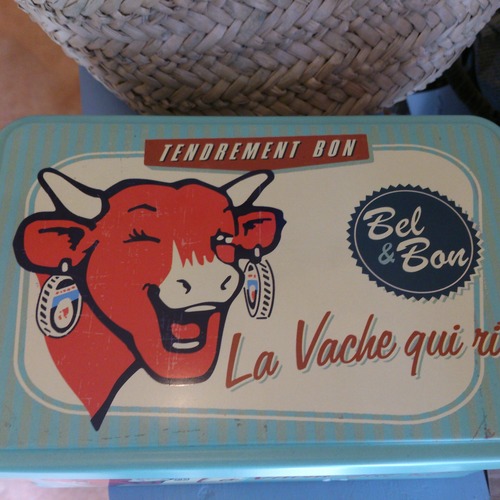 TENDREMENT BON
Bel
& Bon
La Vache qui ri